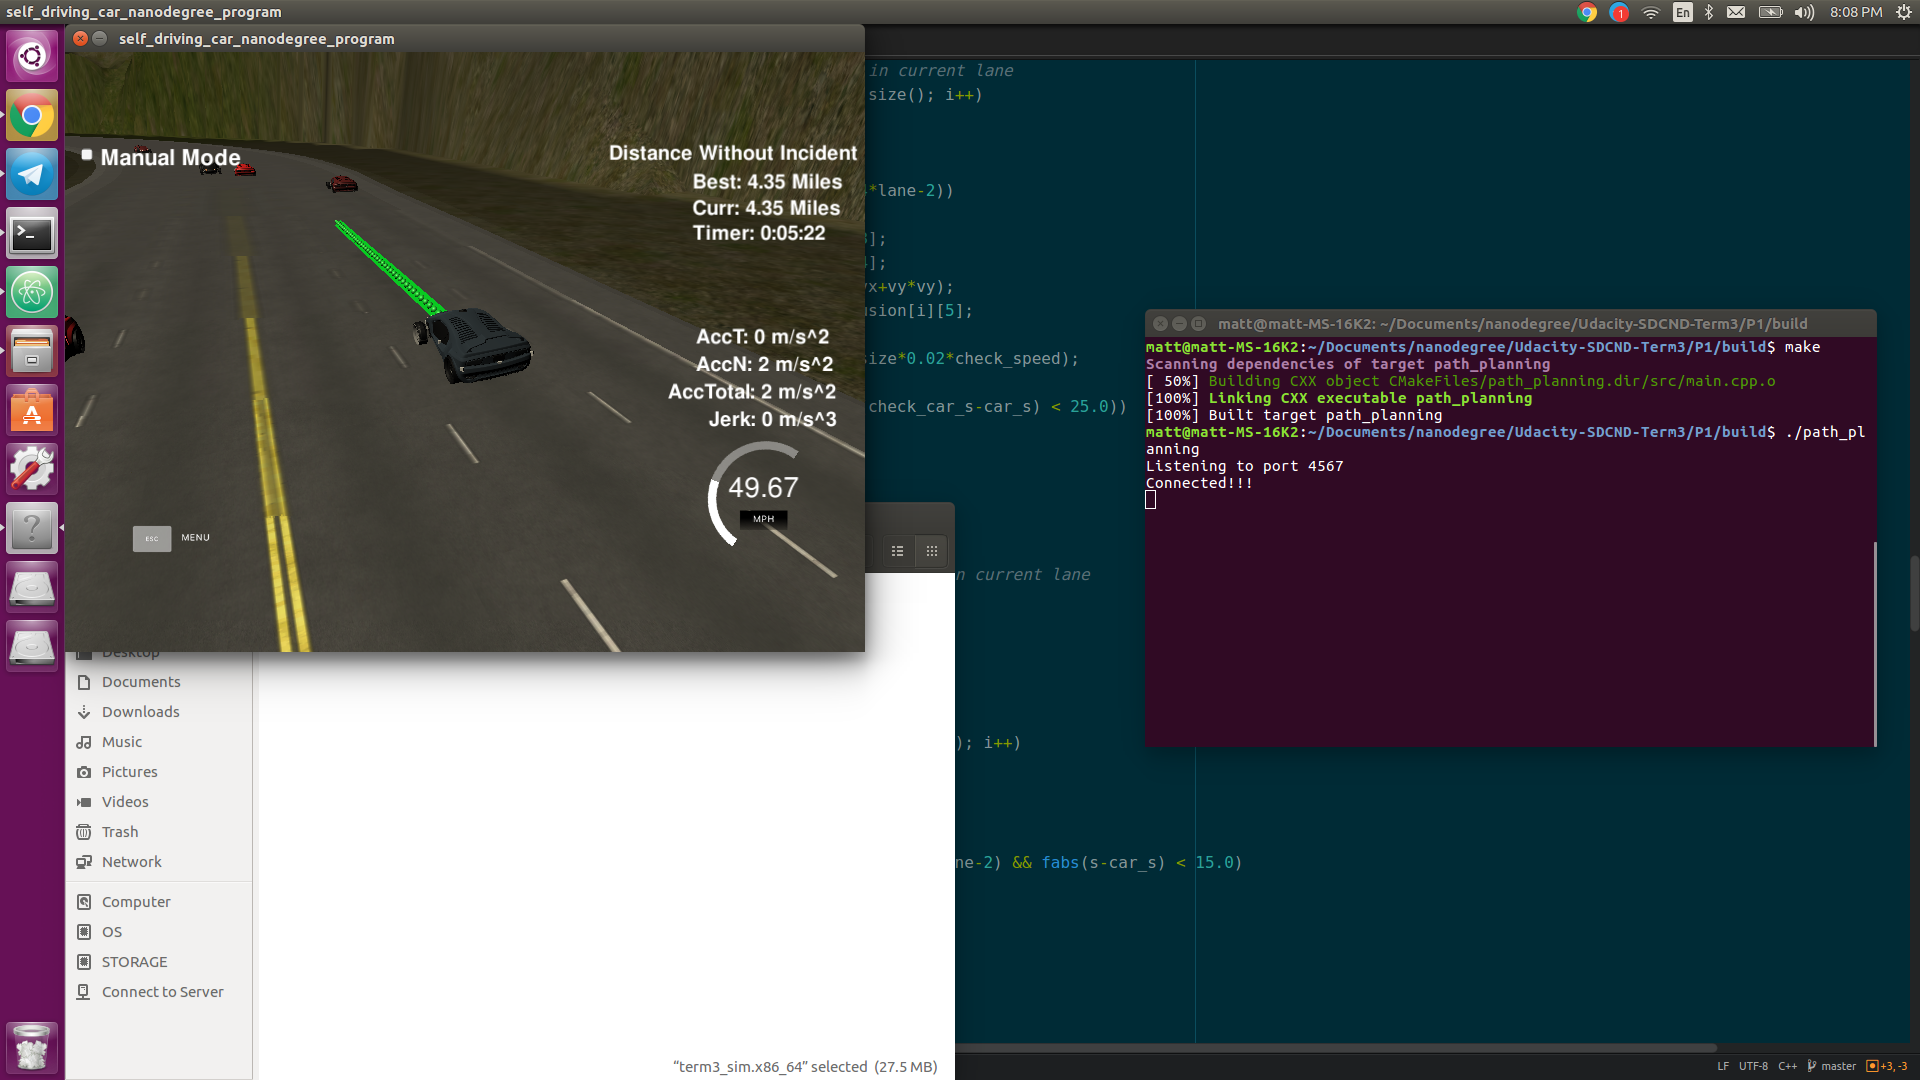 self_driving_car_nanodegree_program
1
En
8:08 PM
self_driving_car_nanodegree_program
Manual Mode
Distance Without Incident
Best: 4.35 Miles
Curr: 4.35 Miles
Timer: 0:05:22
AccT: 0 m/s^2
AccN: 2 m/s^2
AccTotal: 2 m/s^2
Jerk: 0 m/s^3
49.67
MPH
ESC
MENU
in current lane
size(); i++)
*lane-2))
];
];
x+vy*vy);
sion[i][5];
size*0.02*check_speed);
check_car_s-car_s) < 25.0))
n current lane
); i++)
ne-2) && fabs(s-car_s) < 15.0)
matt@matt-MS-16K2: ~/Documents/nanodegree/Udacity-SDCND-Term3/P1/build
matt@matt-MS-16K2:~/Documents/nanodegree/Udacity-SDCND-Term3/P1/build$ make
Scanning dependencies of target path_planning
[ 50%] Building CXX object CMakeFiles/path_planning.dir/src/main.cpp.o
[100%] Linking CXX executable path_planning
[100%] Built target path_planning
matt@matt-MS-16K2:~/Documents/nanodegree/Udacity-SDCND-Term3/P1/build$ ./path_pl
anning
Listening to port 4567
Connected!!!
Desktop
Documents
Downloads
Music
Pictures
Videos
Trash
Network
Computer
OS
STORAGE
Connect to Server
“term3_sim.x86_64” selected (27.5 MB)
LF
UTF-8
C++
master
+3, -3